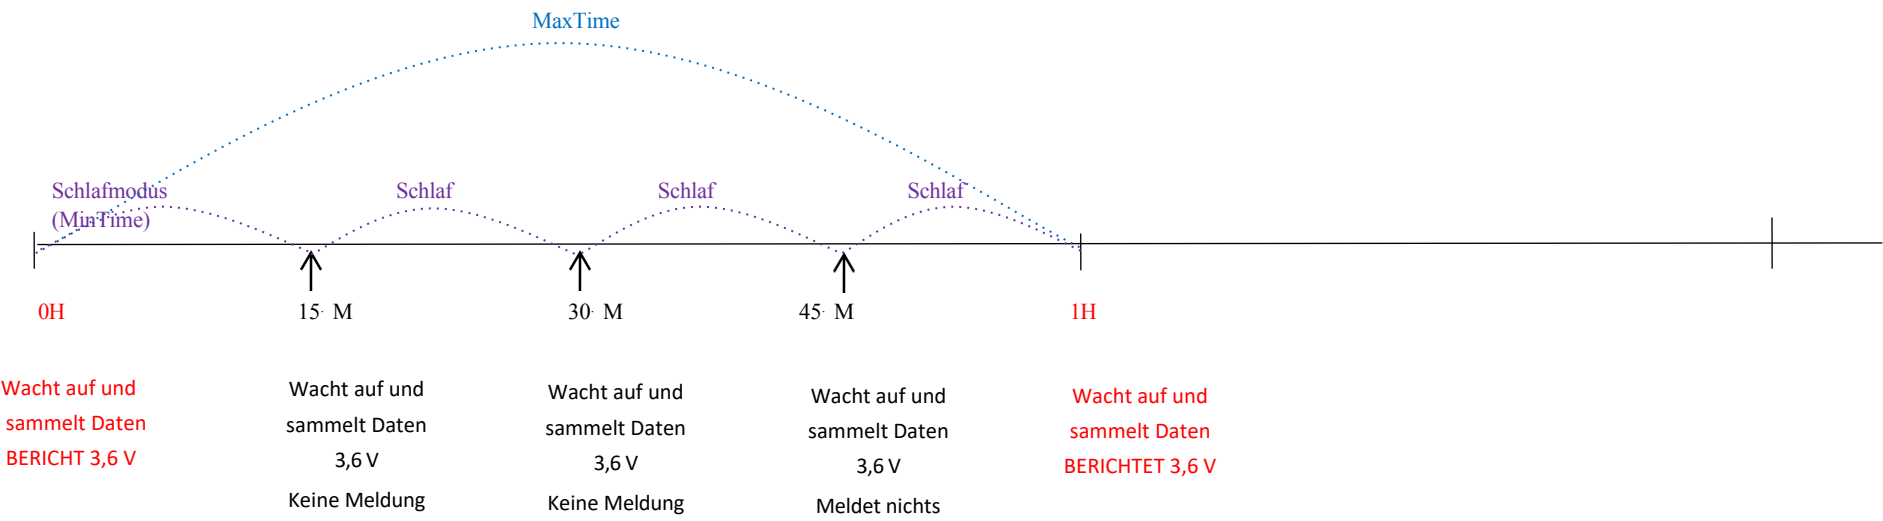 MaxTime
Schlafmodus
(MinTime)
Schlaf
Schlaf
Schlaf
0H
15 M
30 M
45 M
1H
Wacht auf und
sammelt Daten
BERICHT 3,6 V
Wacht auf und
sammelt Daten
3,6 V
Keine Meldung
Wacht auf und
sammelt Daten
3,6 V
Keine Meldung
Wacht auf und
sammelt Daten
3,6 V
Meldet nichts
Wacht auf und
sammelt Daten
BERICHTET 3,6 V